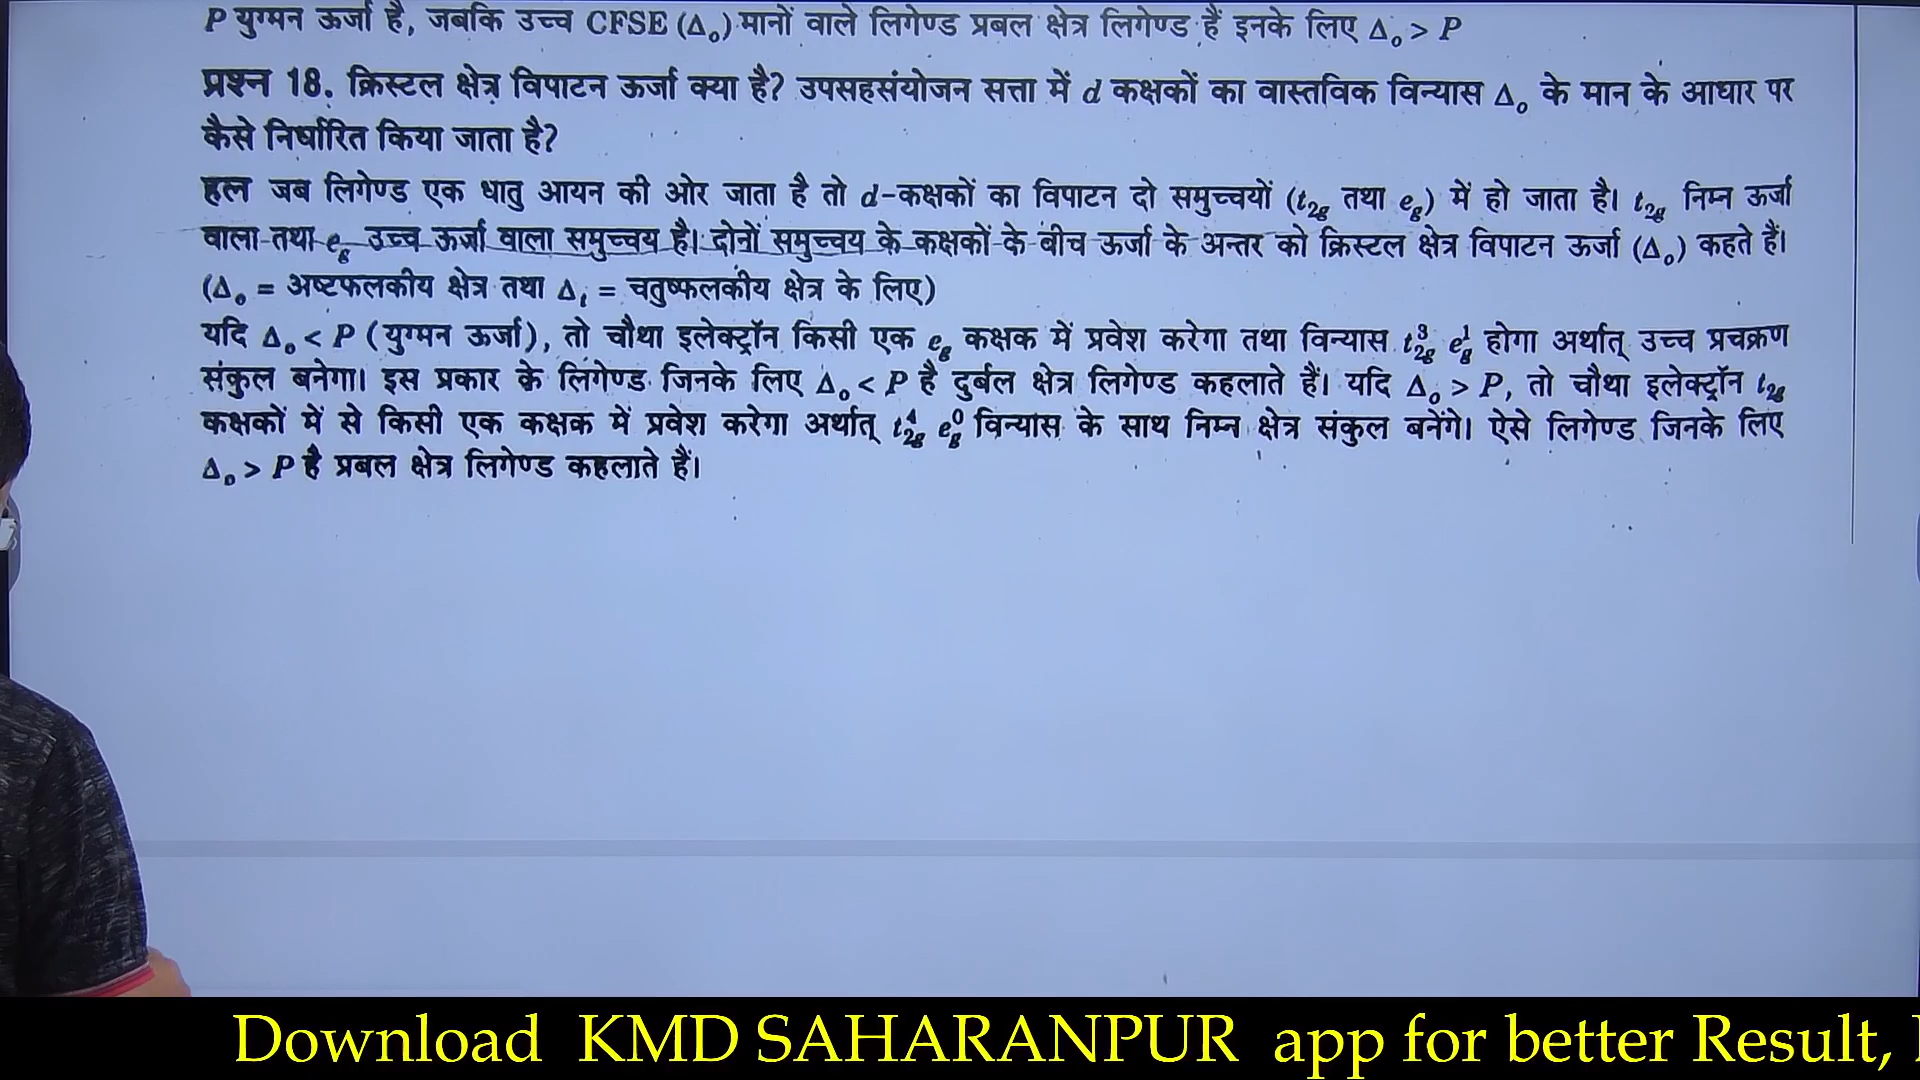 P युग्मन ऊर्जा है, जबकि उच्च CFSE (Δₒ) मानों वाले लिगेण्ड प्रबल क्षेत्र लिगेण्ड हैं इनके लिए Δₒ > P
प्रश्न 18. क्रिस्टल क्षेत्र विपाटन ऊर्जा क्या है? उपसहसंयोजन सत्ता में d कक्षकों का वास्तविक विन्यास Δₒ के मान के आधार पर
कैसे निर्धारित किया जाता है?
हल जब लिगेण्ड एक धातु आयन की ओर जाता है तो d-कक्षकों का विपाटन दो समुच्चयों (t₂g तथा eg) में हो जाता है। t₂g निम्न ऊर्जा
वाला तथा eg उच्च ऊर्जा वाला समुच्चय है। दोनों समुच्चय के कक्षकों के बीच ऊर्जा के अन्तर को क्रिस्टल क्षेत्र विपाटन ऊर्जा (Δₒ) कहते हैं।
(Δₒ = अष्टफलकीय क्षेत्र तथा Δₜ = चतुष्फलकीय क्षेत्र के लिए)
यदि Δₒ < P (युग्मन ऊर्जा), तो चौथा इलेक्ट्रॉन किसी एक eg कक्षक में प्रवेश करेगा तथा विन्यास t₂g³ eg¹ होगा अर्थात् उच्च प्रचक्रण
संकुल बनेगा। इस प्रकार के लिगेण्ड जिनके लिए Δₒ < P है दुर्बल क्षेत्र लिगेण्ड कहलाते हैं। यदि Δₒ > P, तो चौथा इलेक्ट्रॉन t₂g
कक्षकों में से किसी एक कक्षक में प्रवेश करेगा अर्थात् t₂g⁴ eg⁰ विन्यास के साथ निम्न क्षेत्र संकुल बनेंगे। ऐसे लिगेण्ड जिनके लिए
Δₒ > P है प्रबल क्षेत्र लिगेण्ड कहलाते हैं।
Download KMD SAHARANPUR app for better Result,